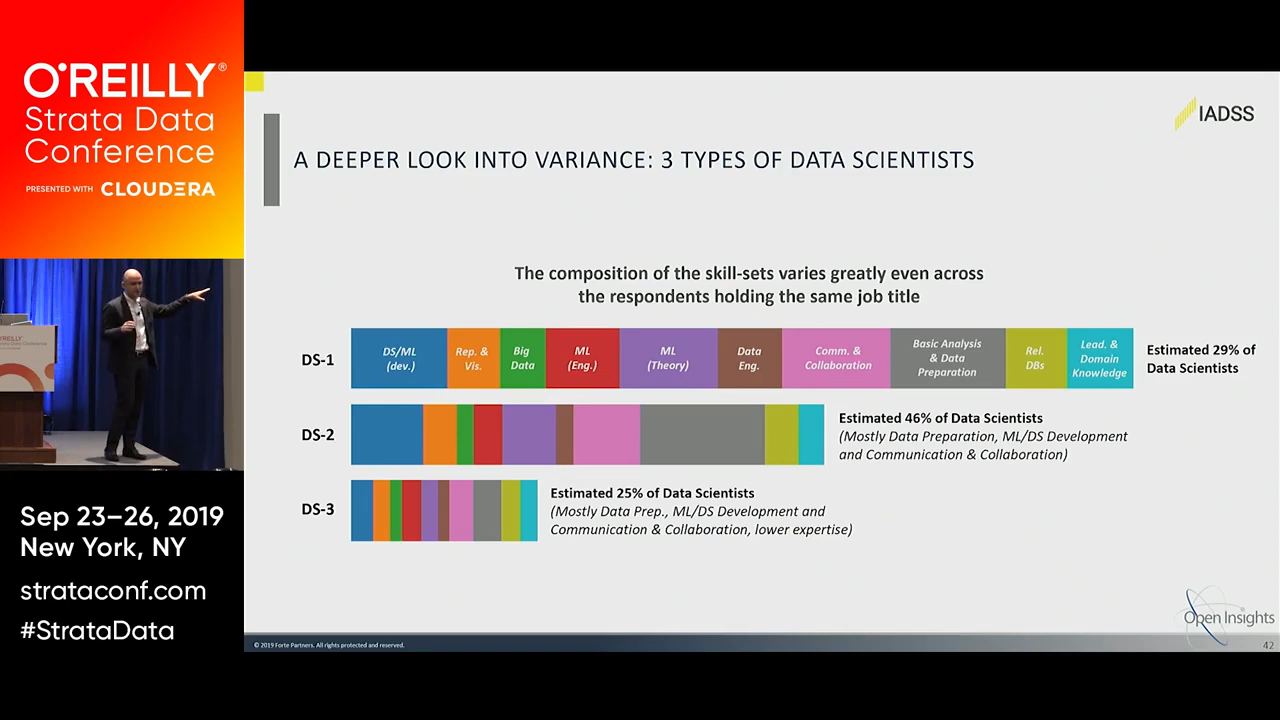 O'REILLY®
Strata Data
Conference
PRESENTED WITH CLOUDERA
Sep 23–26, 2019
New York, NY
strataconf.com
#StrataData
IADSS
A DEEPER LOOK INTO VARIANCE: 3 TYPES OF DATA SCIENTISTS
The composition of the skill-sets varies greatly even across
the respondents holding the same job title
DS-1
DS/ML
(dev.)
Rep. &
Vis.
Big
Data
ML
(Eng.)
ML
(Theory)
Data
Eng.
Comm. &
Collaboration
Basic Analysis
& Data
Preparation
Rel.
DBs
Lead. &
Domain
Knowledge
Estimated 29% of
Data Scientists
DS-2
Estimated 46% of Data Scientists
(Mostly Data Preparation, ML/DS Development
and Communication & Collaboration)
DS-3
Estimated 25% of Data Scientists
(Mostly Data Prep., ML/DS Development and
Communication & Collaboration, lower expertise)
Open Insights
© 2019 Forte Partners. All rights protected and reserved.
42